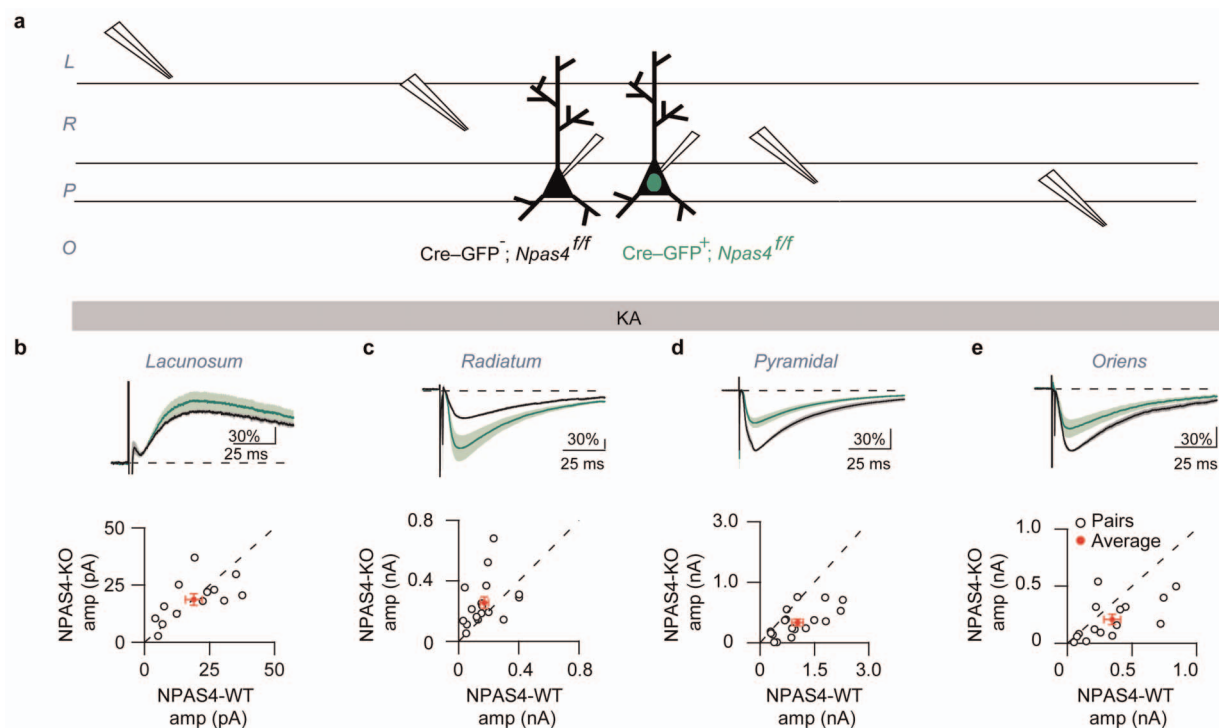 a
L
R
P
O
Cre–GFP⁻; Npas4^f/f
Cre–GFP⁺; Npas4^f/f
KA
b
Lacunosum
30%
25 ms
50
25
0
0
25
50
NPAS4-KO
amp (pA)
NPAS4-WT
amp (pA)
c
Radiatum
30%
25 ms
0.8
0.4
0
0
0.4
0.8
NPAS4-KO
amp (nA)
NPAS4-WT
amp (nA)
d
Pyramidal
30%
25 ms
3.0
1.0
0
0
1.5
3.0
NPAS4-KO
amp (nA)
NPAS4-WT
amp (nA)
e
Oriens
30%
25 ms
Pairs
Average
1.0
0.5
0
0
0.5
1.0
NPAS4-KO
amp (nA)
NPAS4-WT
amp (nA)